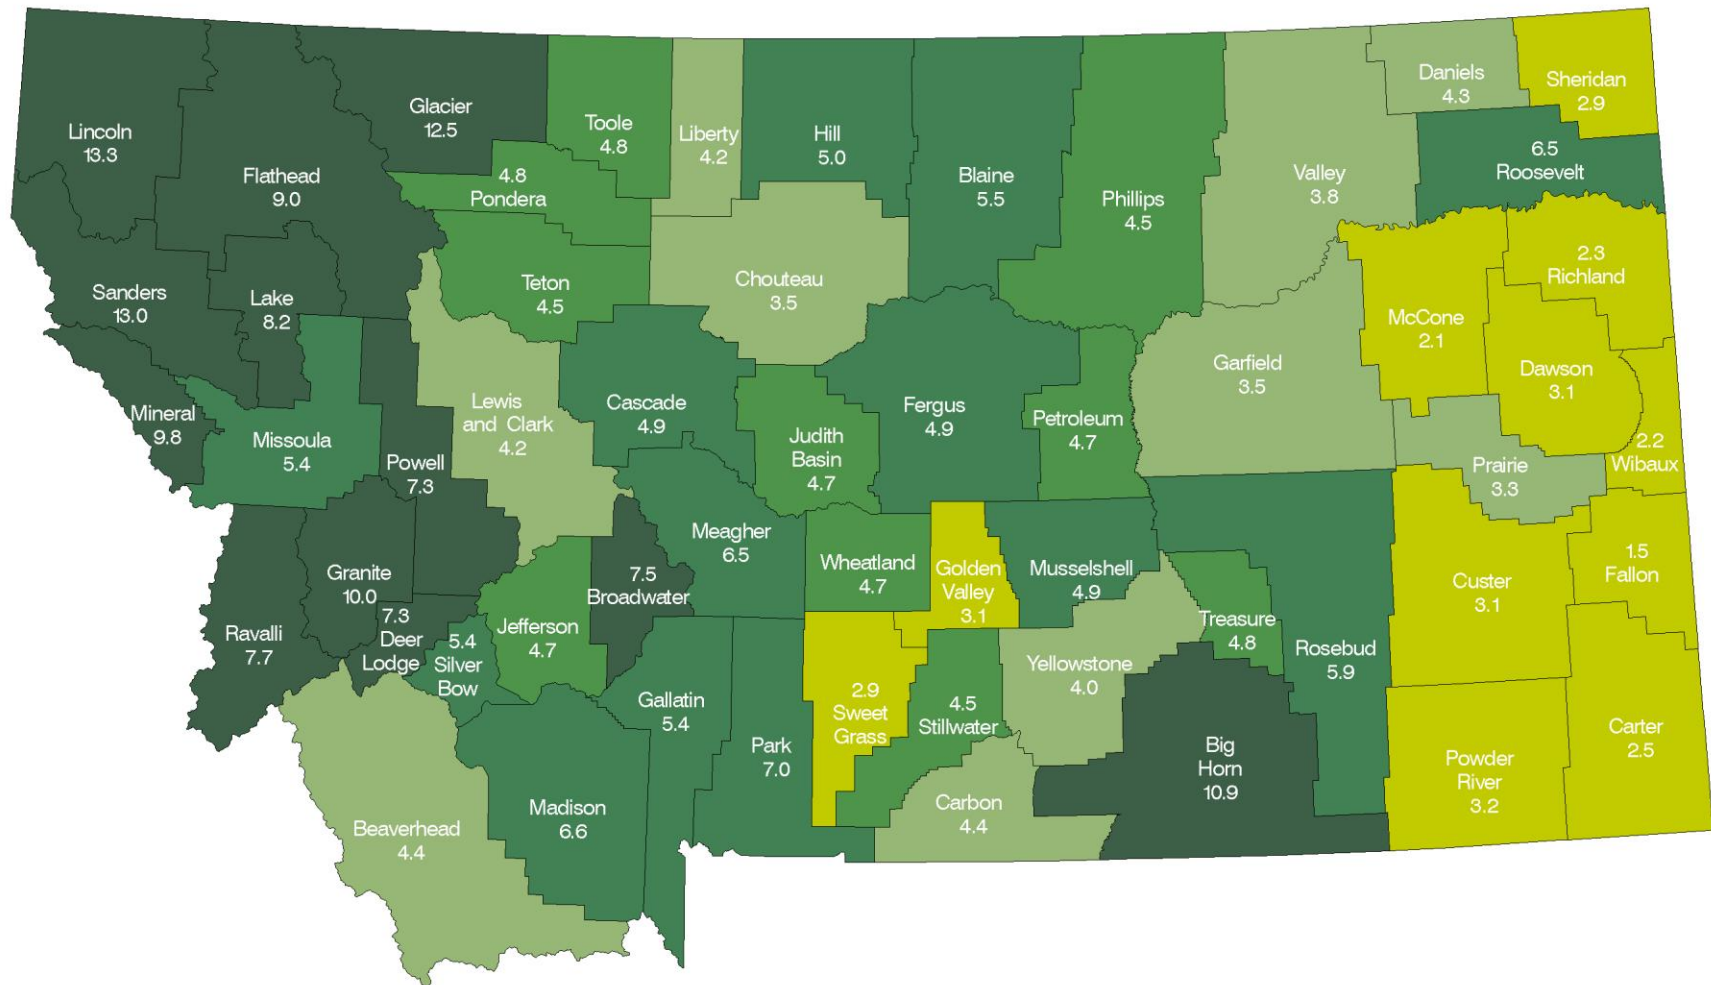 Lincoln
13.3
Flathead
9.0
Glacier
12.5
Toole
4.8
Liberty
4.2
Hill
5.0
Blaine
5.5
Phillips
4.5
Valley
3.8
Daniels
4.3
Sheridan
2.9
6.5
Roosevelt
4.8
Pondera
Teton
4.5
Chouteau
3.5
Sanders
13.0
Lake
8.2
McCone
2.1
2.3
Richland
Garfield
3.5
Dawson
3.1
Mineral
9.8
Missoula
5.4
Powell
7.3
Lewis
and Clark
4.2
Cascade
4.9
Judith
Basin
4.7
Fergus
4.9
Petroleum
4.7
Prairie
3.3
2.2
Wibaux
Meagher
6.5
Wheatland
4.7
Golden
Valley
3.1
Musselshell
4.9
Granite
10.0
7.5
Broadwater
Ravalli
7.7
7.3
Deer
Lodge
5.4
Silver
Bow
Jefferson
4.7
Treasure
4.8
Rosebud
5.9
Custer
3.1
1.5
Fallon
Gallatin
5.4
Park
7.0
2.9
Sweet
Grass
4.5
Stillwater
Yellowstone
4.0
Big
Horn
10.9
Powder
River
3.2
Carter
2.5
Beaverhead
4.4
Madison
6.6
Carbon
4.4